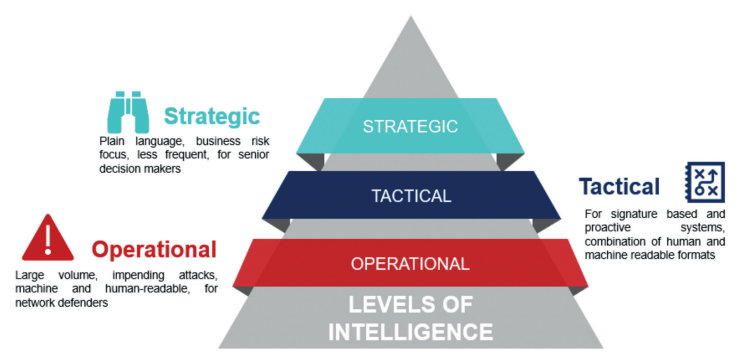 Strategic
Plain language, business risk
focus, less frequent, for senior
decision makers
STRATEGIC
TACTICAL
Tactical
For signature based and
proactive systems,
combination of human and
machine readable formats
Operational
Large volume, impending attacks,
machine and human-readable, for
network defenders
OPERATIONAL
LEVELS OF
INTELLIGENCE